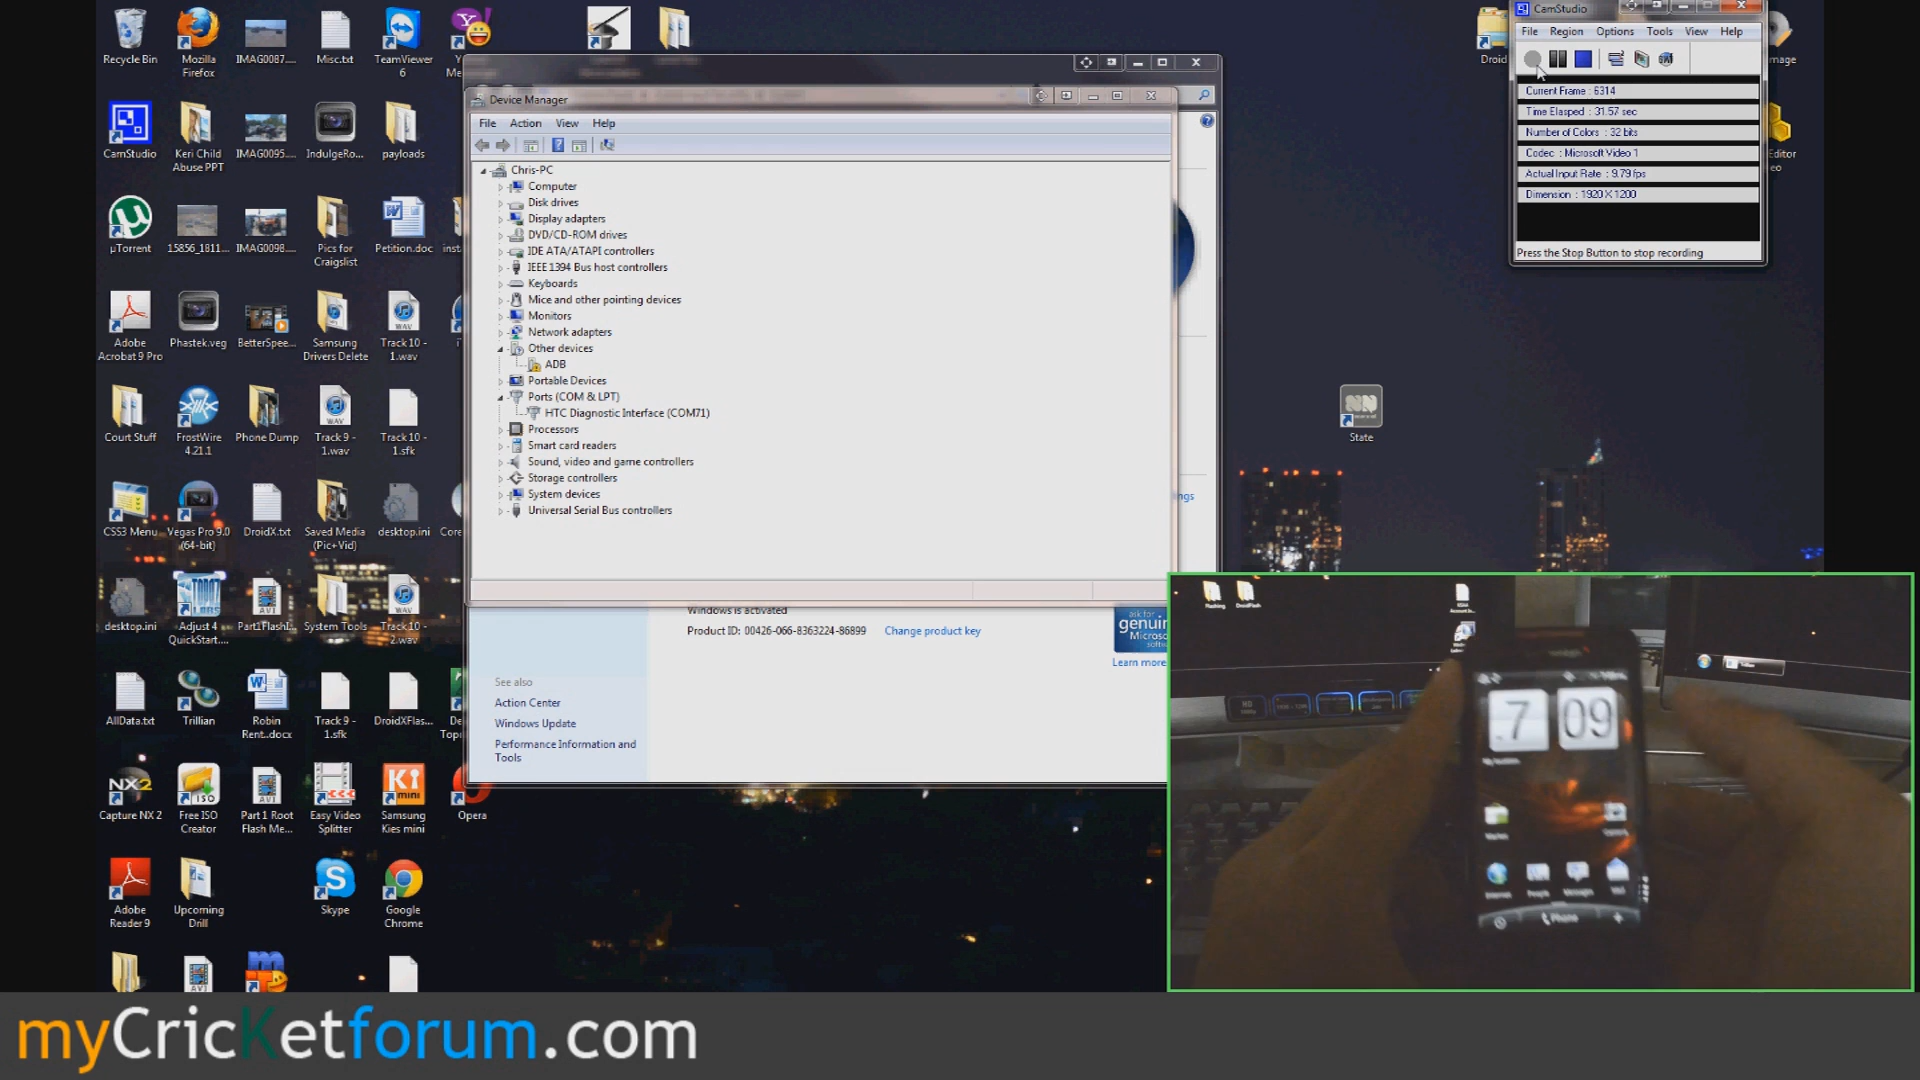 Recycle Bin
Mozilla
Firefox
IMAG0087....
Misc.txt
TeamViewer
6
Droid
CamStudio
Keri Child
Abuse PPT
IMAG0095....
IndulgeRo...
payloads
µTorrent
15856_1811...
IMAG0098....
Pics for
Craigslist
Petition.doc
Adobe
Acrobat 9 Pro
Phastek.veg
BetterSpee...
Samsung
Drivers Delete
Track 10 -
1.wav
Court Stuff
FrostWire
4.21.1
Phone Dump
Track 9 -
1.wav
Track 10 -
1.sfk
CSS3 Menu
Vegas Pro 9.0
(64-bit)
DroidX.txt
Saved Media
(Pic+Vid)
desktop.ini
desktop.ini
Adjust 4
QuickStart....
Part1FlashI...
System Tools
Track 10 -
2.wav
AllData.txt
Trillian
Robin
Rent..docx
Track 9 -
1.sfk
DroidXFlas...
Capture NX 2
Free ISO
Creator
Part 1 Root
Flash Me...
Easy Video
Splitter
Samsung
Kies mini
Opera
Adobe
Reader 9
Upcoming
Drill
Skype
Google
Chrome
Device Manager
File Action View Help
Chris-PC
Computer
Disk drives
Display adapters
DVD/CD-ROM drives
IDE ATA/ATAPI controllers
IEEE 1394 Bus host controllers
Keyboards
Mice and other pointing devices
Monitors
Network adapters
Other devices
ADB
Portable Devices
Ports (COM & LPT)
HTC Diagnostic Interface (COM71)
Processors
Smart card readers
Sound, video and game controllers
Storage controllers
System devices
Universal Serial Bus controllers
Windows is activated
Product ID: 00426-066-8363224-86899 Change product key
ask for
genuine
Learn more
See also
Action Center
Windows Update
Performance Information and
Tools
CamStudio
File Region Options Tools View Help
Current Frame : 6314
Time Elasped : 31.57 sec
Number of Colors : 32 bits
Codec : Microsoft Video 1
Actual Input Rate : 9.79 fps
Dimension : 1920 X 1200
Press the Stop Button to stop recording
State
7 09
Phone
myCricKetforum.com